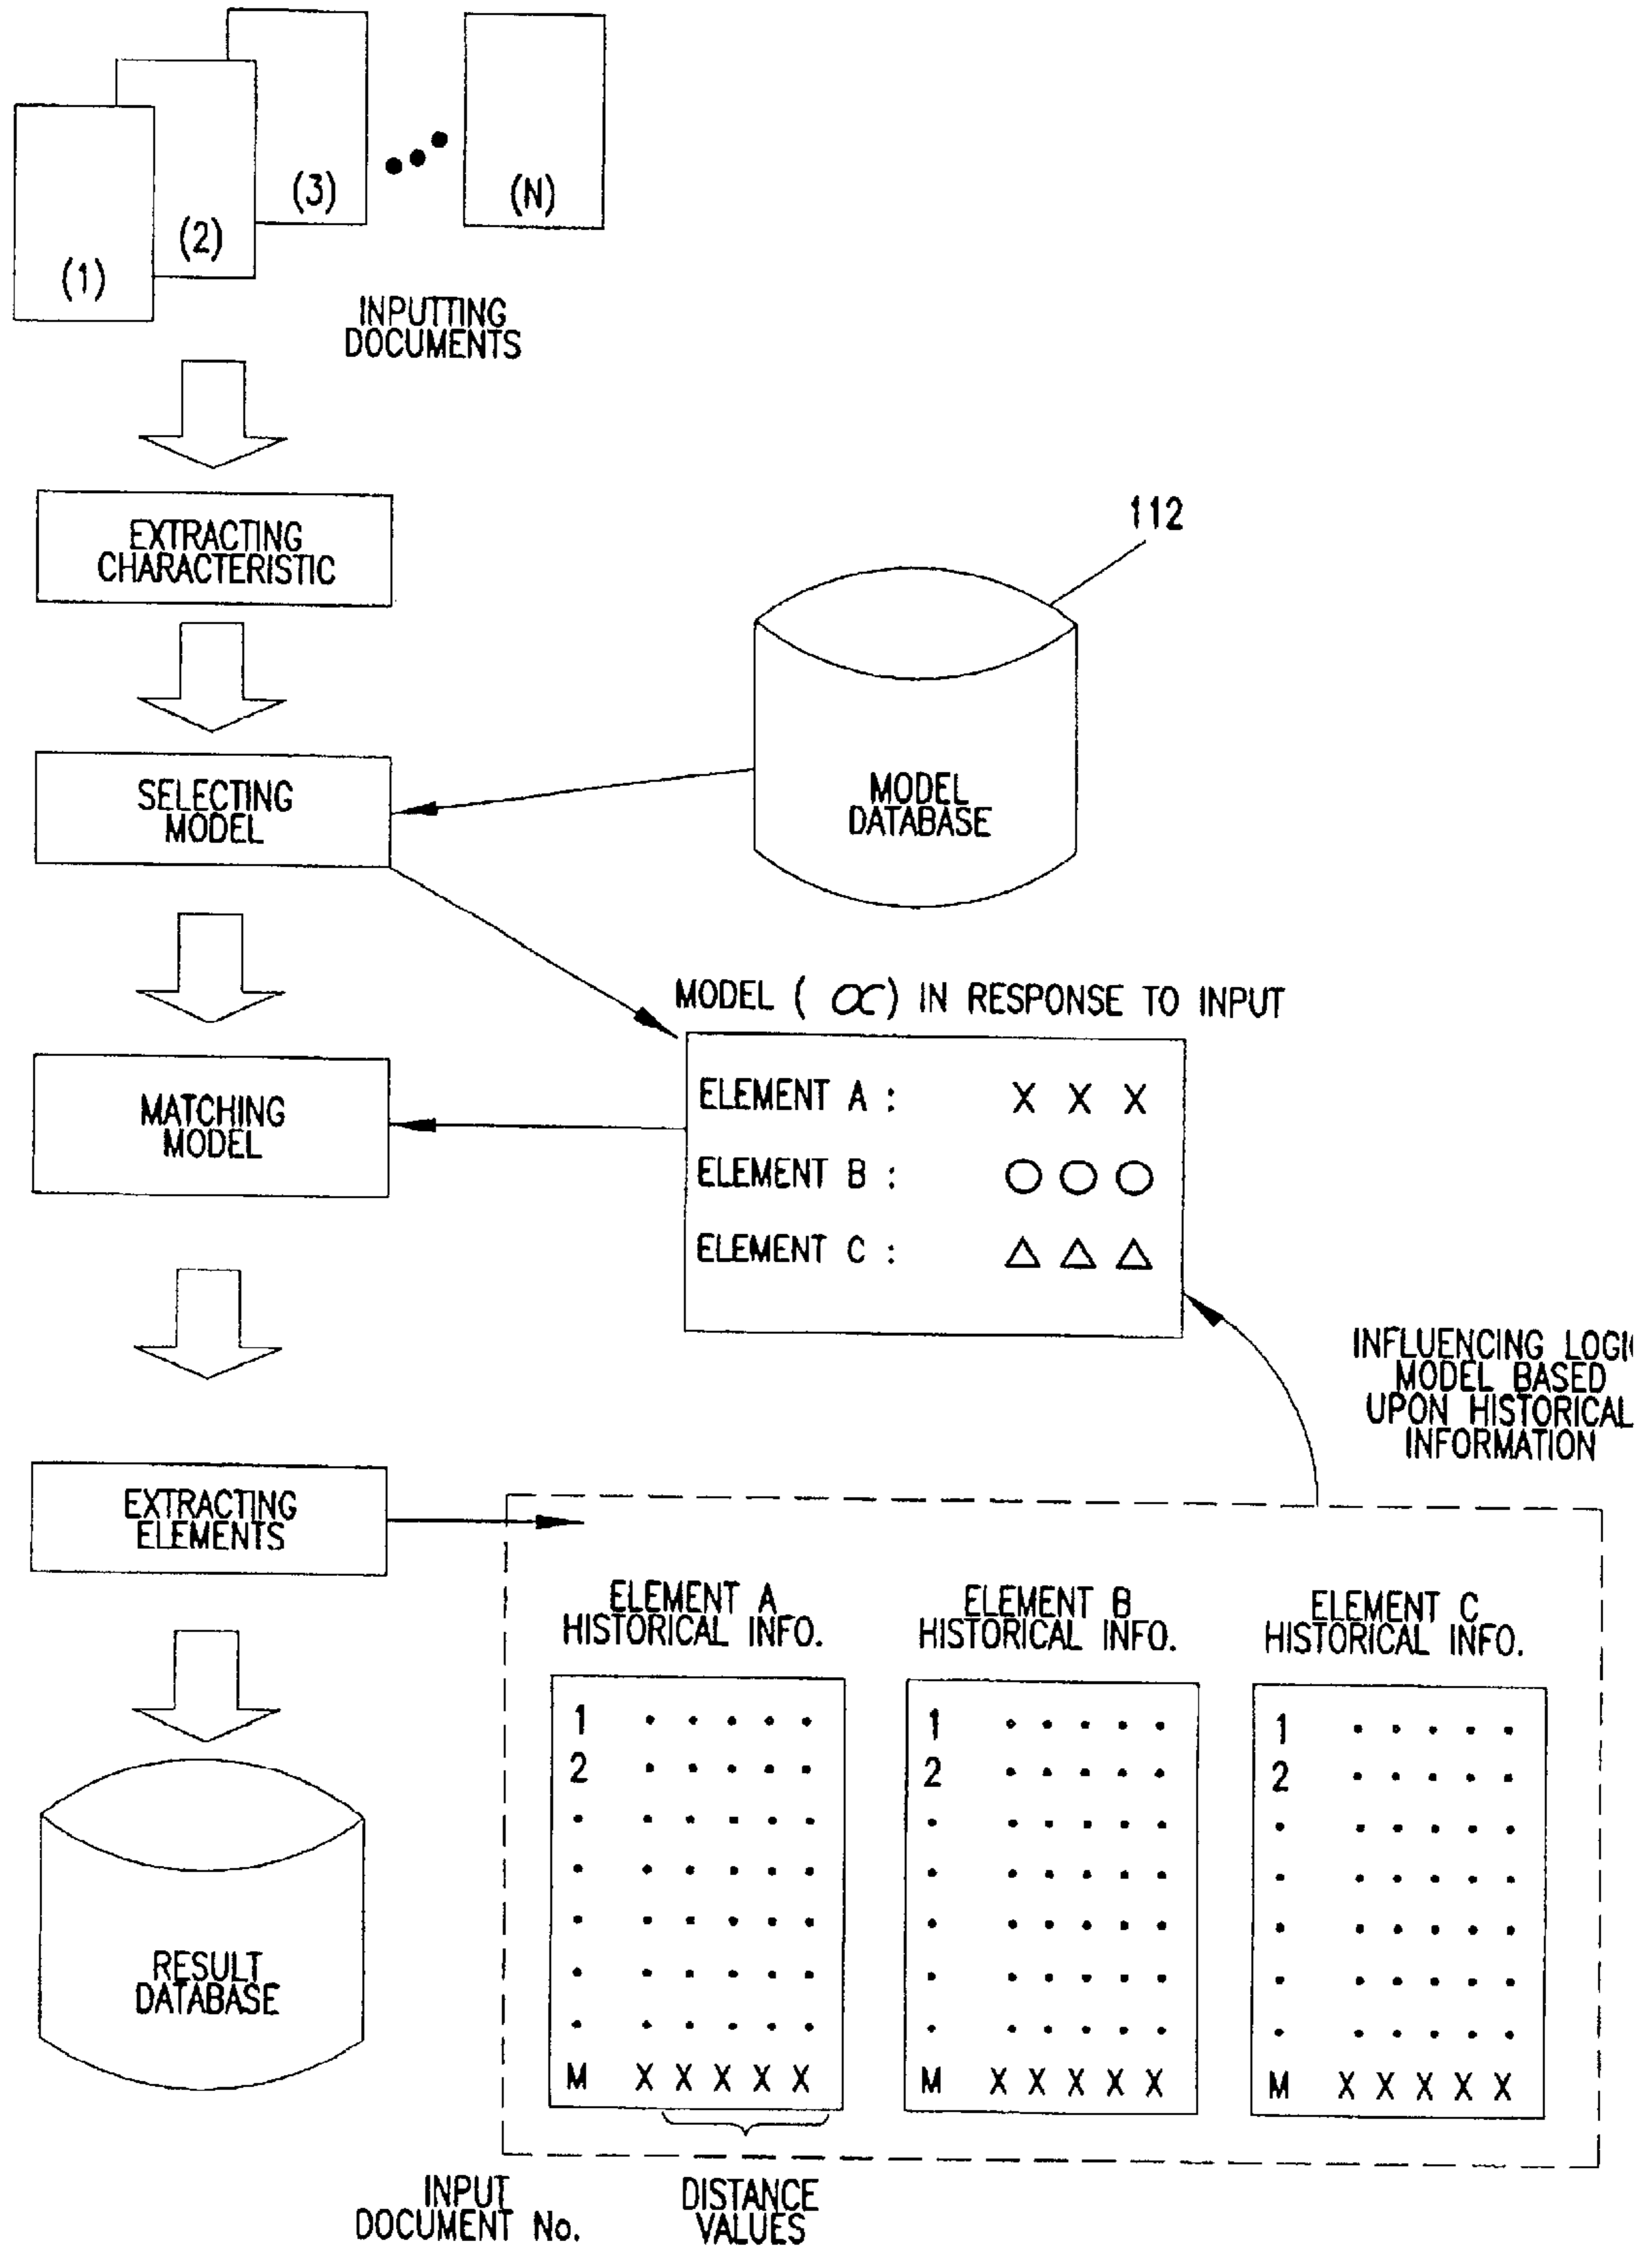 (1)
(2)
(3)
(N)
INPUTTING
DOCUMENTS
EXTRACTING
CHARACTERISTIC
112
SELECTING
MODEL
MODEL
DATABASE
MODEL ( α ) IN RESPONSE TO INPUT
ELEMENT A : X X X
ELEMENT B : ○ ○ ○
ELEMENT C : △ △ △
MATCHING
MODEL
INFLUENCING LOGI
MODEL BASED
UPON HISTORICAL
INFORMATION
EXTRACTING
ELEMENTS
ELEMENT A
HISTORICAL INFO.
1 . . . . .
2 . . . . .
. . . . . .
. . . . . .
. . . . . .
. . . . . .
. . . . . .
M X X X X X
ELEMENT B
HISTORICAL INFO.
1 . . . . .
2 . . . . .
. . . . . .
. . . . . .
. . . . . .
. . . . . .
. . . . . .
M X X X X X
ELEMENT C
HISTORICAL INFO.
1 . . . . .
2 . . . . .
. . . . . .
. . . . . .
. . . . . .
. . . . . .
. . . . . .
M X X X X X
RESULT
DATABASE
INPUT
DOCUMENT No.
DISTANCE
VALUES